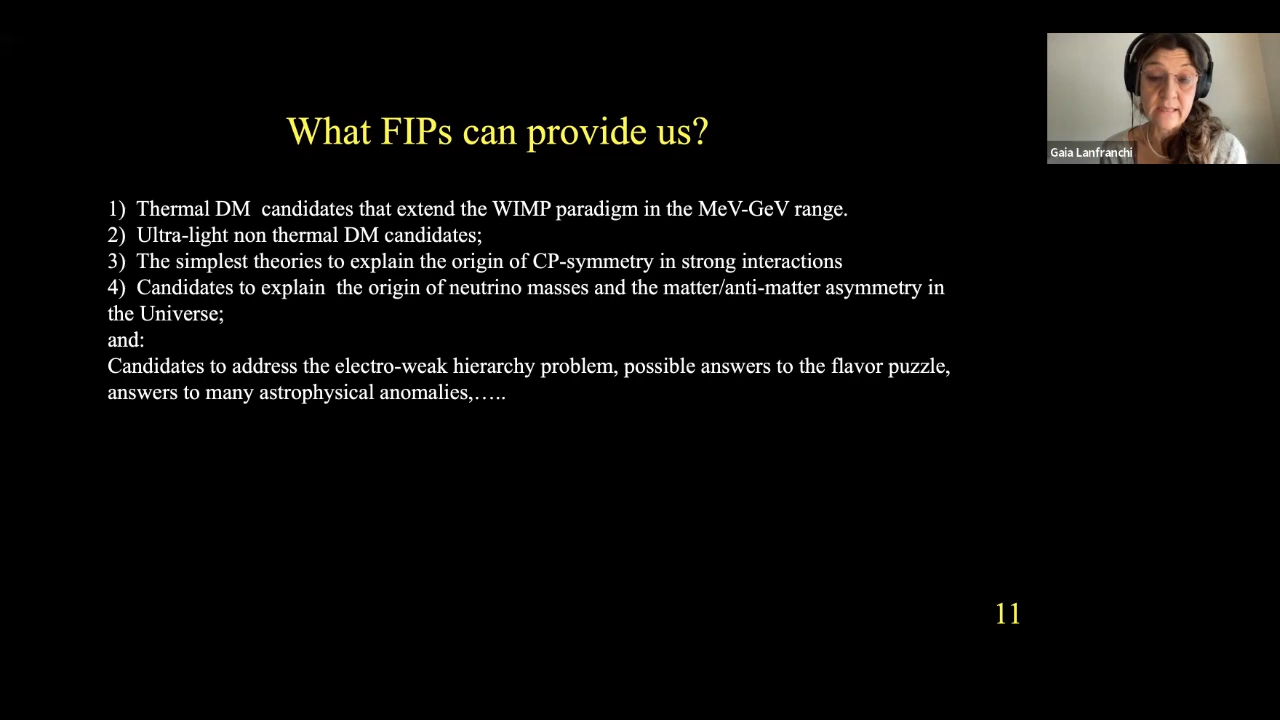 What FIPs can provide us?
Gaia Lanfranchi
1) Thermal DM candidates that extend the WIMP paradigm in the MeV-GeV range.
2) Ultra-light non thermal DM candidates;
3) The simplest theories to explain the origin of CP-symmetry in strong interactions
4) Candidates to explain the origin of neutrino masses and the matter/anti-matter asymmetry in
the Universe;
and:
Candidates to address the electro-weak hierarchy problem, possible answers to the flavor puzzle,
answers to many astrophysical anomalies,…..
11